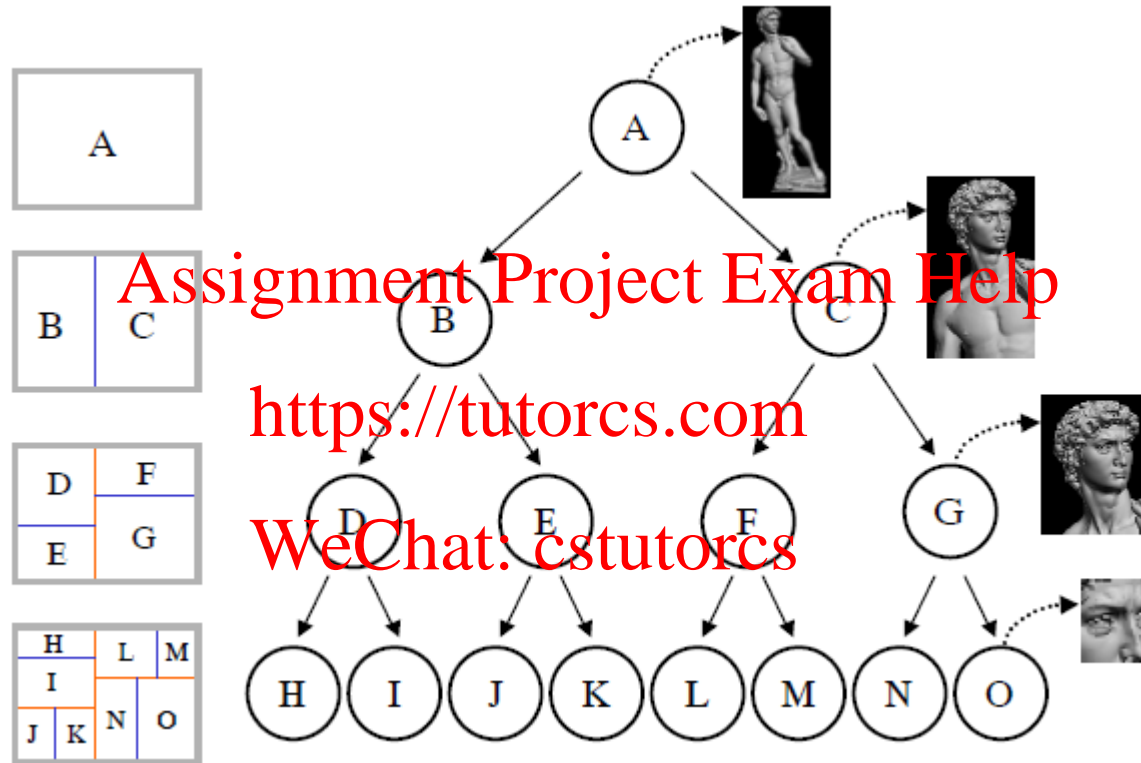 A
A
B C
Assignment Project Exam Help
B
C
https://tutorcs.com
D F
E G
D E F G
WeChat: cstutorcs
H L M
I
J K N O
H I J K L M N O